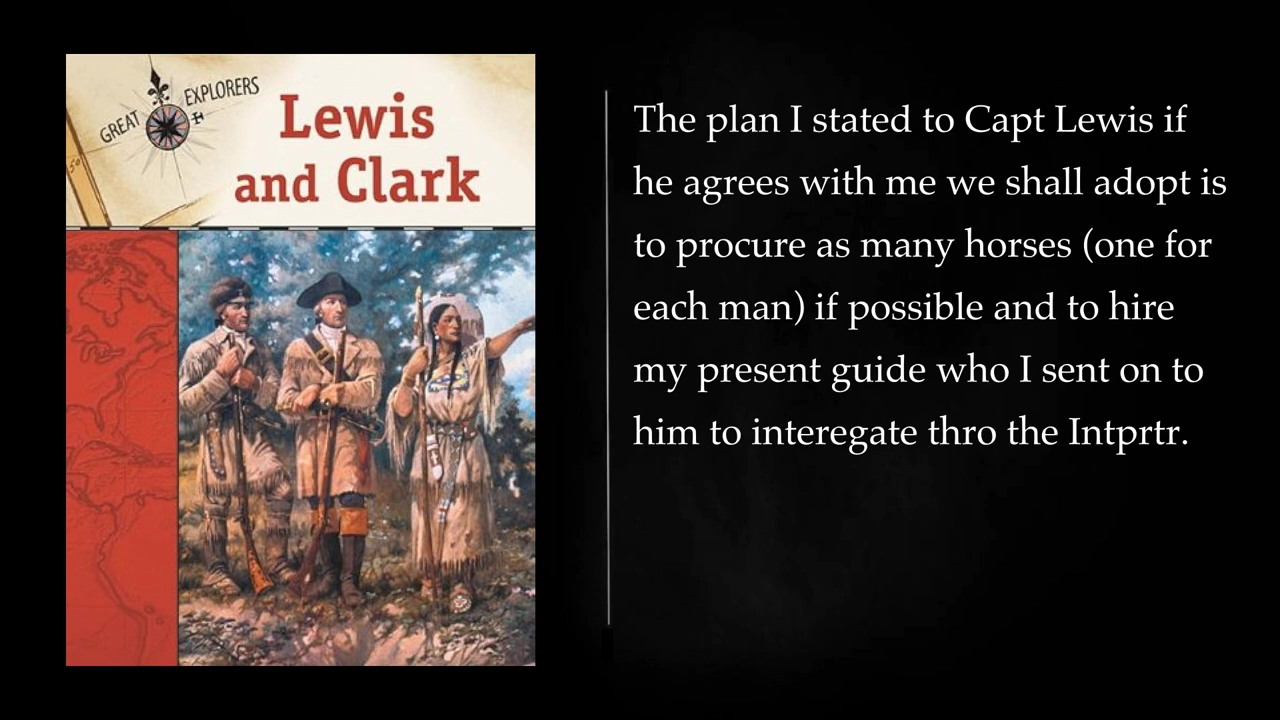 GREAT EXPLORERS
E
Lewis
and Clark
50
The plan I stated to Capt Lewis if
he agrees with me we shall adopt is
to procure as many horses (one for
each man) if possible and to hire
my present guide who I sent on to
him to interegate thro the Intprtr.